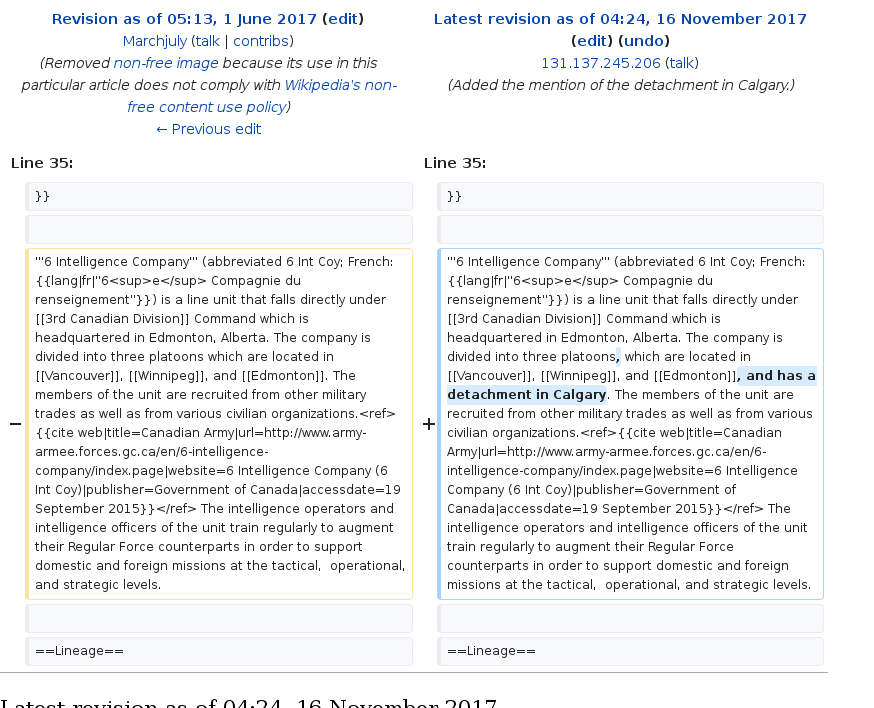 Revision as of 05:13, 1 June 2017 (edit)
Marchjuly (talk | contribs)
(Removed non-free image because its use in this
particular article does not comply with Wikipedia's non-
free content use policy)
← Previous edit
Latest revision as of 04:24, 16 November 2017
(edit) (undo)
131.137.245.206 (talk)
(Added the mention of the detachment in Calgary.)
Line 35:
Line 35:
}}
}}
−
'''6 Intelligence Company''' (abbreviated 6 Int Coy; French:
{{lang|fr|''6<sup>e</sup> Compagnie du
renseignement''}}) is a line unit that falls directly under
[[3rd Canadian Division]] Command which is
headquartered in Edmonton, Alberta. The company is
divided into three platoons which are located in
[[Vancouver]], [[Winnipeg]], and [[Edmonton]]. The
members of the unit are recruited from other military
trades as well as from various civilian organizations.<ref>
{{cite web|title=Canadian Army|url=http://www.army-
armee.forces.gc.ca/en/6-intelligence-
company/index.page|website=6 Intelligence Company (6
Int Coy)|publisher=Government of Canada|accessdate=19
September 2015}}</ref> The intelligence operators and
intelligence officers of the unit train regularly to augment
their Regular Force counterparts in order to support
domestic and foreign missions at the tactical,  operational,
and strategic levels.
+
'''6 Intelligence Company''' (abbreviated 6 Int Coy; French:
{{lang|fr|''6<sup>e</sup> Compagnie du
renseignement''}}) is a line unit that falls directly under
[[3rd Canadian Division]] Command which is
headquartered in Edmonton, Alberta. The company is
divided into three platoons, which are located in
[[Vancouver]], [[Winnipeg]], and [[Edmonton]], and has a
detachment in Calgary. The members of the unit are
recruited from other military trades as well as from various
civilian organizations.<ref>{{cite web|title=Canadian
Army|url=http://www.army-armee.forces.gc.ca/en/6-
intelligence-company/index.page|website=6 Intelligence
Company (6 Int Coy)|publisher=Government of
Canada|accessdate=19 September 2015}}</ref> The
intelligence operators and intelligence officers of the unit
train regularly to augment their Regular Force
counterparts in order to support domestic and foreign
missions at the tactical,  operational, and strategic levels.
==Lineage==
==Lineage==
Latest revision as of 04:24, 16 November 2017